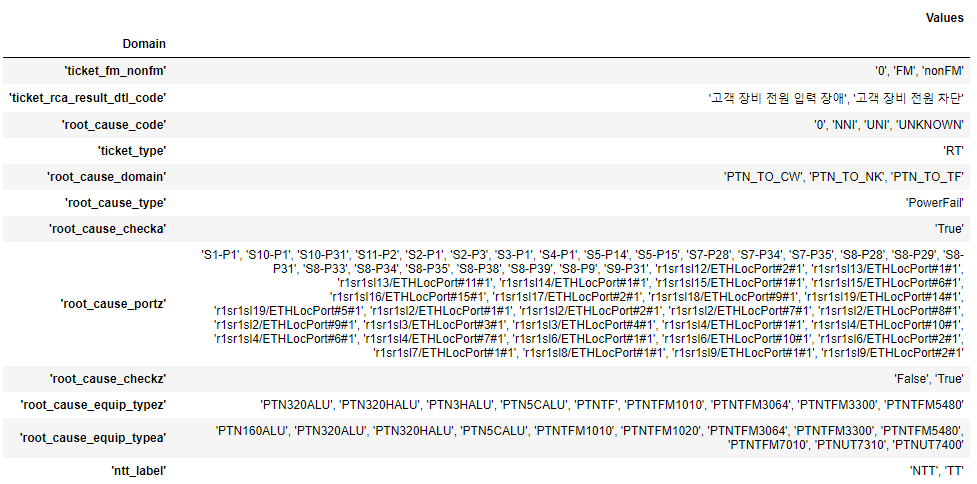 Values
Domain
'ticket_fm_nonfm' '0', 'FM', 'nonFM'
'ticket_rca_result_dtl_code' '고객 장비 전원 입력 장애', '고객 장비 전원 차단'
'root_cause_code' '0', 'NNI', 'UNI', 'UNKNOWN'
'ticket_type' 'RT'
'root_cause_domain' 'PTN_TO_CW', 'PTN_TO_NK', 'PTN_TO_TF'
'root_cause_type' 'PowerFail'
'root_cause_checka' 'True'
'root_cause_portz'
'S1-P1', 'S10-P1', 'S10-P31', 'S11-P2', 'S2-P1', 'S2-P3', 'S3-P1', 'S4-P1', 'S5-P14', 'S5-P15', 'S7-P28', 'S7-P34', 'S7-P35', 'S8-P28', 'S8-P29', 'S8-
P31', 'S8-P33', 'S8-P34', 'S8-P35', 'S8-P38', 'S8-P39', 'S8-P9', 'S9-P31', 'r1sr1sl12/ETHLocPort#2#1', 'r1sr1sl13/ETHLocPort#1#1',
'r1sr1sl13/ETHLocPort#11#1', 'r1sr1sl14/ETHLocPort#1#1', 'r1sr1sl15/ETHLocPort#1#1', 'r1sr1sl15/ETHLocPort#6#1',
'r1sr1sl16/ETHLocPort#15#1', 'r1sr1sl17/ETHLocPort#2#1', 'r1sr1sl18/ETHLocPort#9#1', 'r1sr1sl19/ETHLocPort#14#1',
'r1sr1sl19/ETHLocPort#5#1', 'r1sr1sl2/ETHLocPort#1#1', 'r1sr1sl2/ETHLocPort#2#1', 'r1sr1sl2/ETHLocPort#7#1', 'r1sr1sl2/ETHLocPort#8#1',
'r1sr1sl2/ETHLocPort#9#1', 'r1sr1sl3/ETHLocPort#3#1', 'r1sr1sl3/ETHLocPort#4#1', 'r1sr1sl4/ETHLocPort#1#1', 'r1sr1sl4/ETHLocPort#10#1',
'r1sr1sl4/ETHLocPort#6#1', 'r1sr1sl4/ETHLocPort#7#1', 'r1sr1sl6/ETHLocPort#1#1', 'r1sr1sl6/ETHLocPort#10#1', 'r1sr1sl6/ETHLocPort#2#1',
'r1sr1sl7/ETHLocPort#1#1', 'r1sr1sl8/ETHLocPort#1#1', 'r1sr1sl9/ETHLocPort#1#1', 'r1sr1sl9/ETHLocPort#2#1'
'root_cause_checkz' 'False', 'True'
'root_cause_equip_typez' 'PTN320ALU', 'PTN320HALU', 'PTN3HALU', 'PTN5CALU', 'PTNTF', 'PTNTFM1010', 'PTNTFM3064', 'PTNTFM3300', 'PTNTFM5480'
'root_cause_equip_typea'
'PTN160ALU', 'PTN320ALU', 'PTN320HALU', 'PTN5CALU', 'PTNTFM1010', 'PTNTFM1020', 'PTNTFM3064', 'PTNTFM3300', 'PTNTFM5480',
'PTNTFM7010', 'PTNUT7310', 'PTNUT7400'
'ntt_label' 'NTT', 'TT'